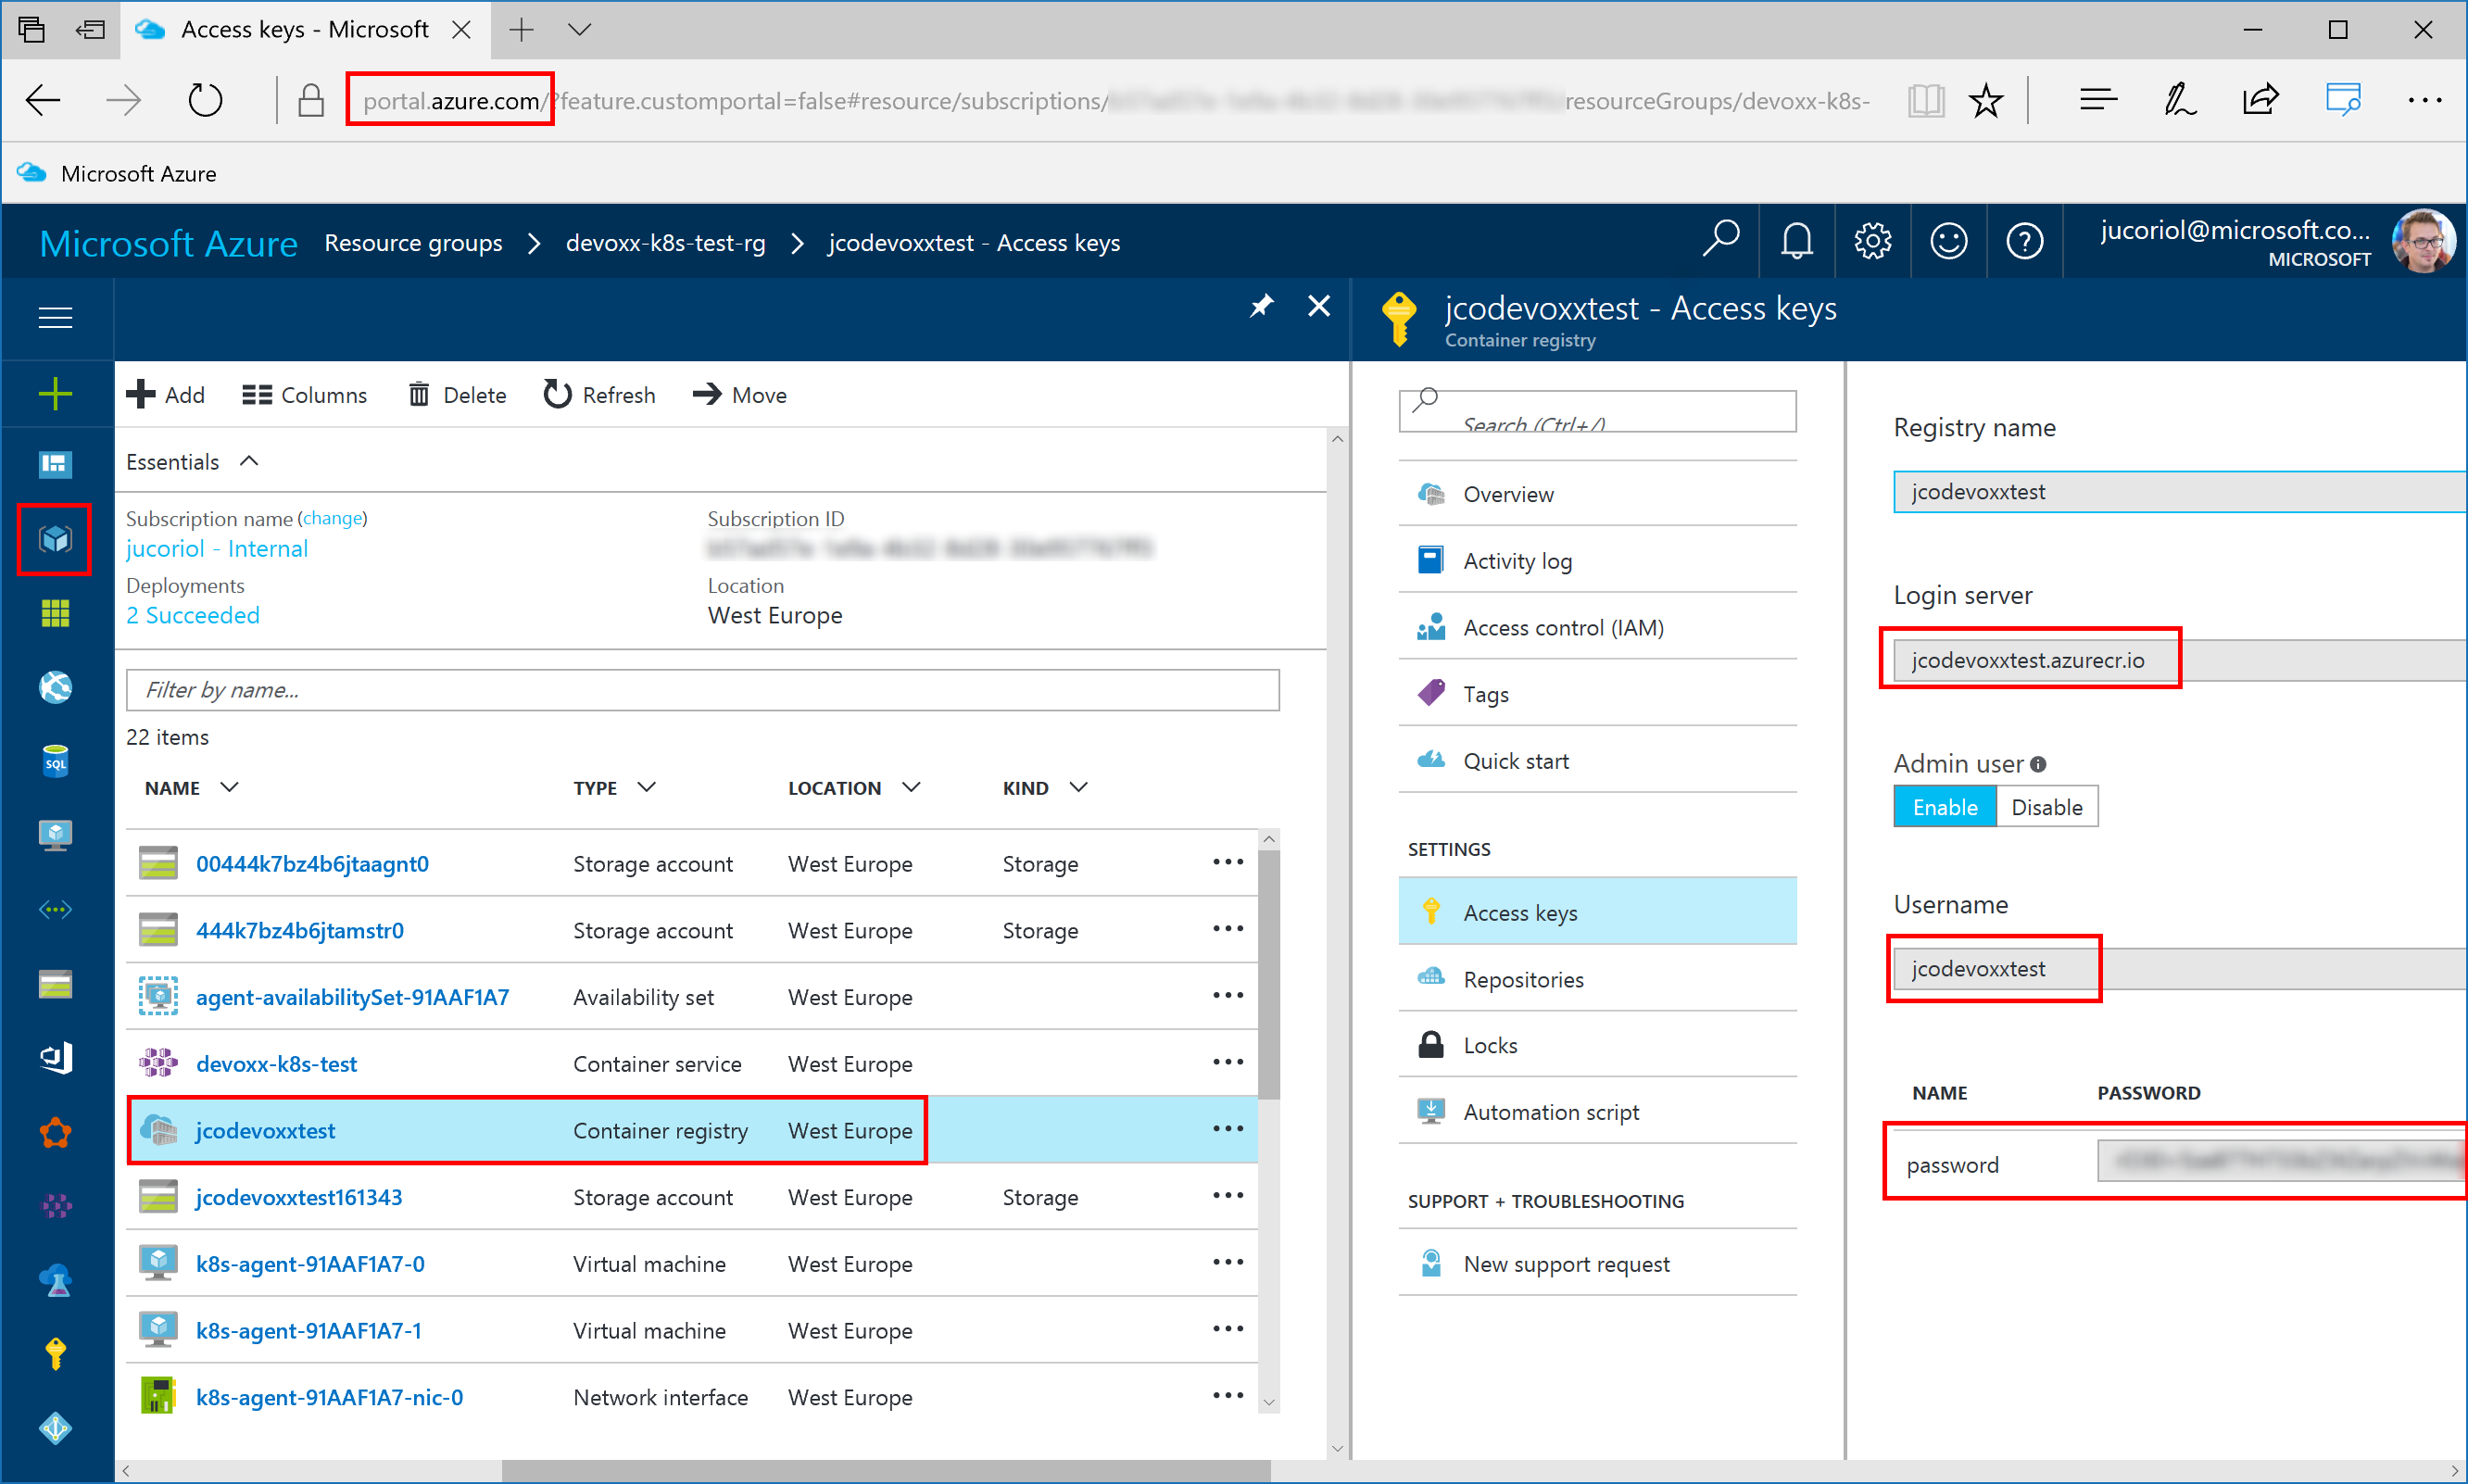 Access keys - Microsoft
portal.azure.com/?feature.customportal=false#resource/subscriptions/ resourceGroups/devoxx-k8s-
Microsoft Azure
Microsoft Azure Resource groups > devoxx-k8s-test-rg > jcodevoxxtest - Access keys
jucoriol@microsoft.co...
MICROSOFT
jcodevoxxtest - Access keys
Container registry
Add Columns Delete Refresh Move
Essentials
Subscription name (change)
jucoriol - Internal
Subscription ID
Deployments
2 Succeeded
Location
West Europe
Filter by name...
22 items
NAME TYPE LOCATION KIND
00444k7bz4b6jtaagnt0 Storage account West Europe Storage ...
444k7bz4b6jtamstr0 Storage account West Europe Storage ...
agent-availabilitySet-91AAF1A7 Availability set West Europe ...
devoxx-k8s-test Container service West Europe ...
jcodevoxxtest Container registry West Europe ...
jcodevoxxtest161343 Storage account West Europe Storage ...
k8s-agent-91AAF1A7-0 Virtual machine West Europe ...
k8s-agent-91AAF1A7-1 Virtual machine West Europe ...
k8s-agent-91AAF1A7-nic-0 Network interface West Europe ...
SQL
Search (Ctrl+/)
Overview
Activity log
Access control (IAM)
Tags
Quick start
SETTINGS
Access keys
Repositories
Locks
Automation script
SUPPORT + TROUBLESHOOTING
New support request
Registry name
jcodevoxxtest
Login server
jcodevoxxtest.azurecr.io
Admin user
Enable Disable
Username
jcodevoxxtest
NAME PASSWORD
password